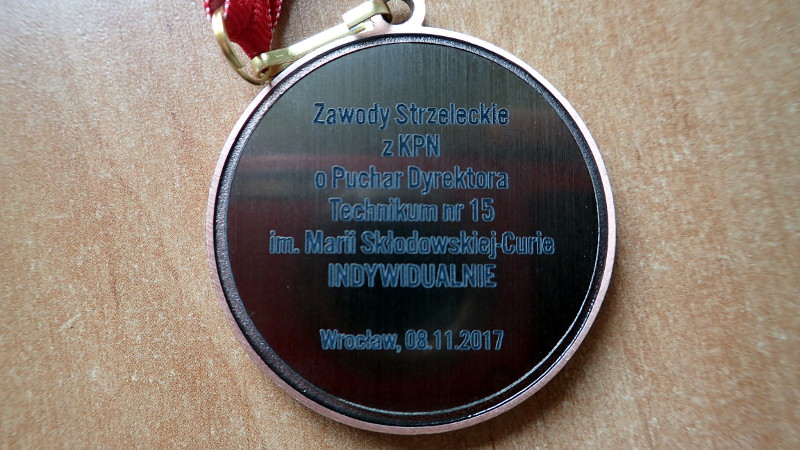 Zawody Strzeleckie
z KPN
o Puchar Dyrektora
Technikum nr 15
im. Marii Skłodowskiej-Curie
INDYWIDUALNIE
Wrocław, 08.11.2017